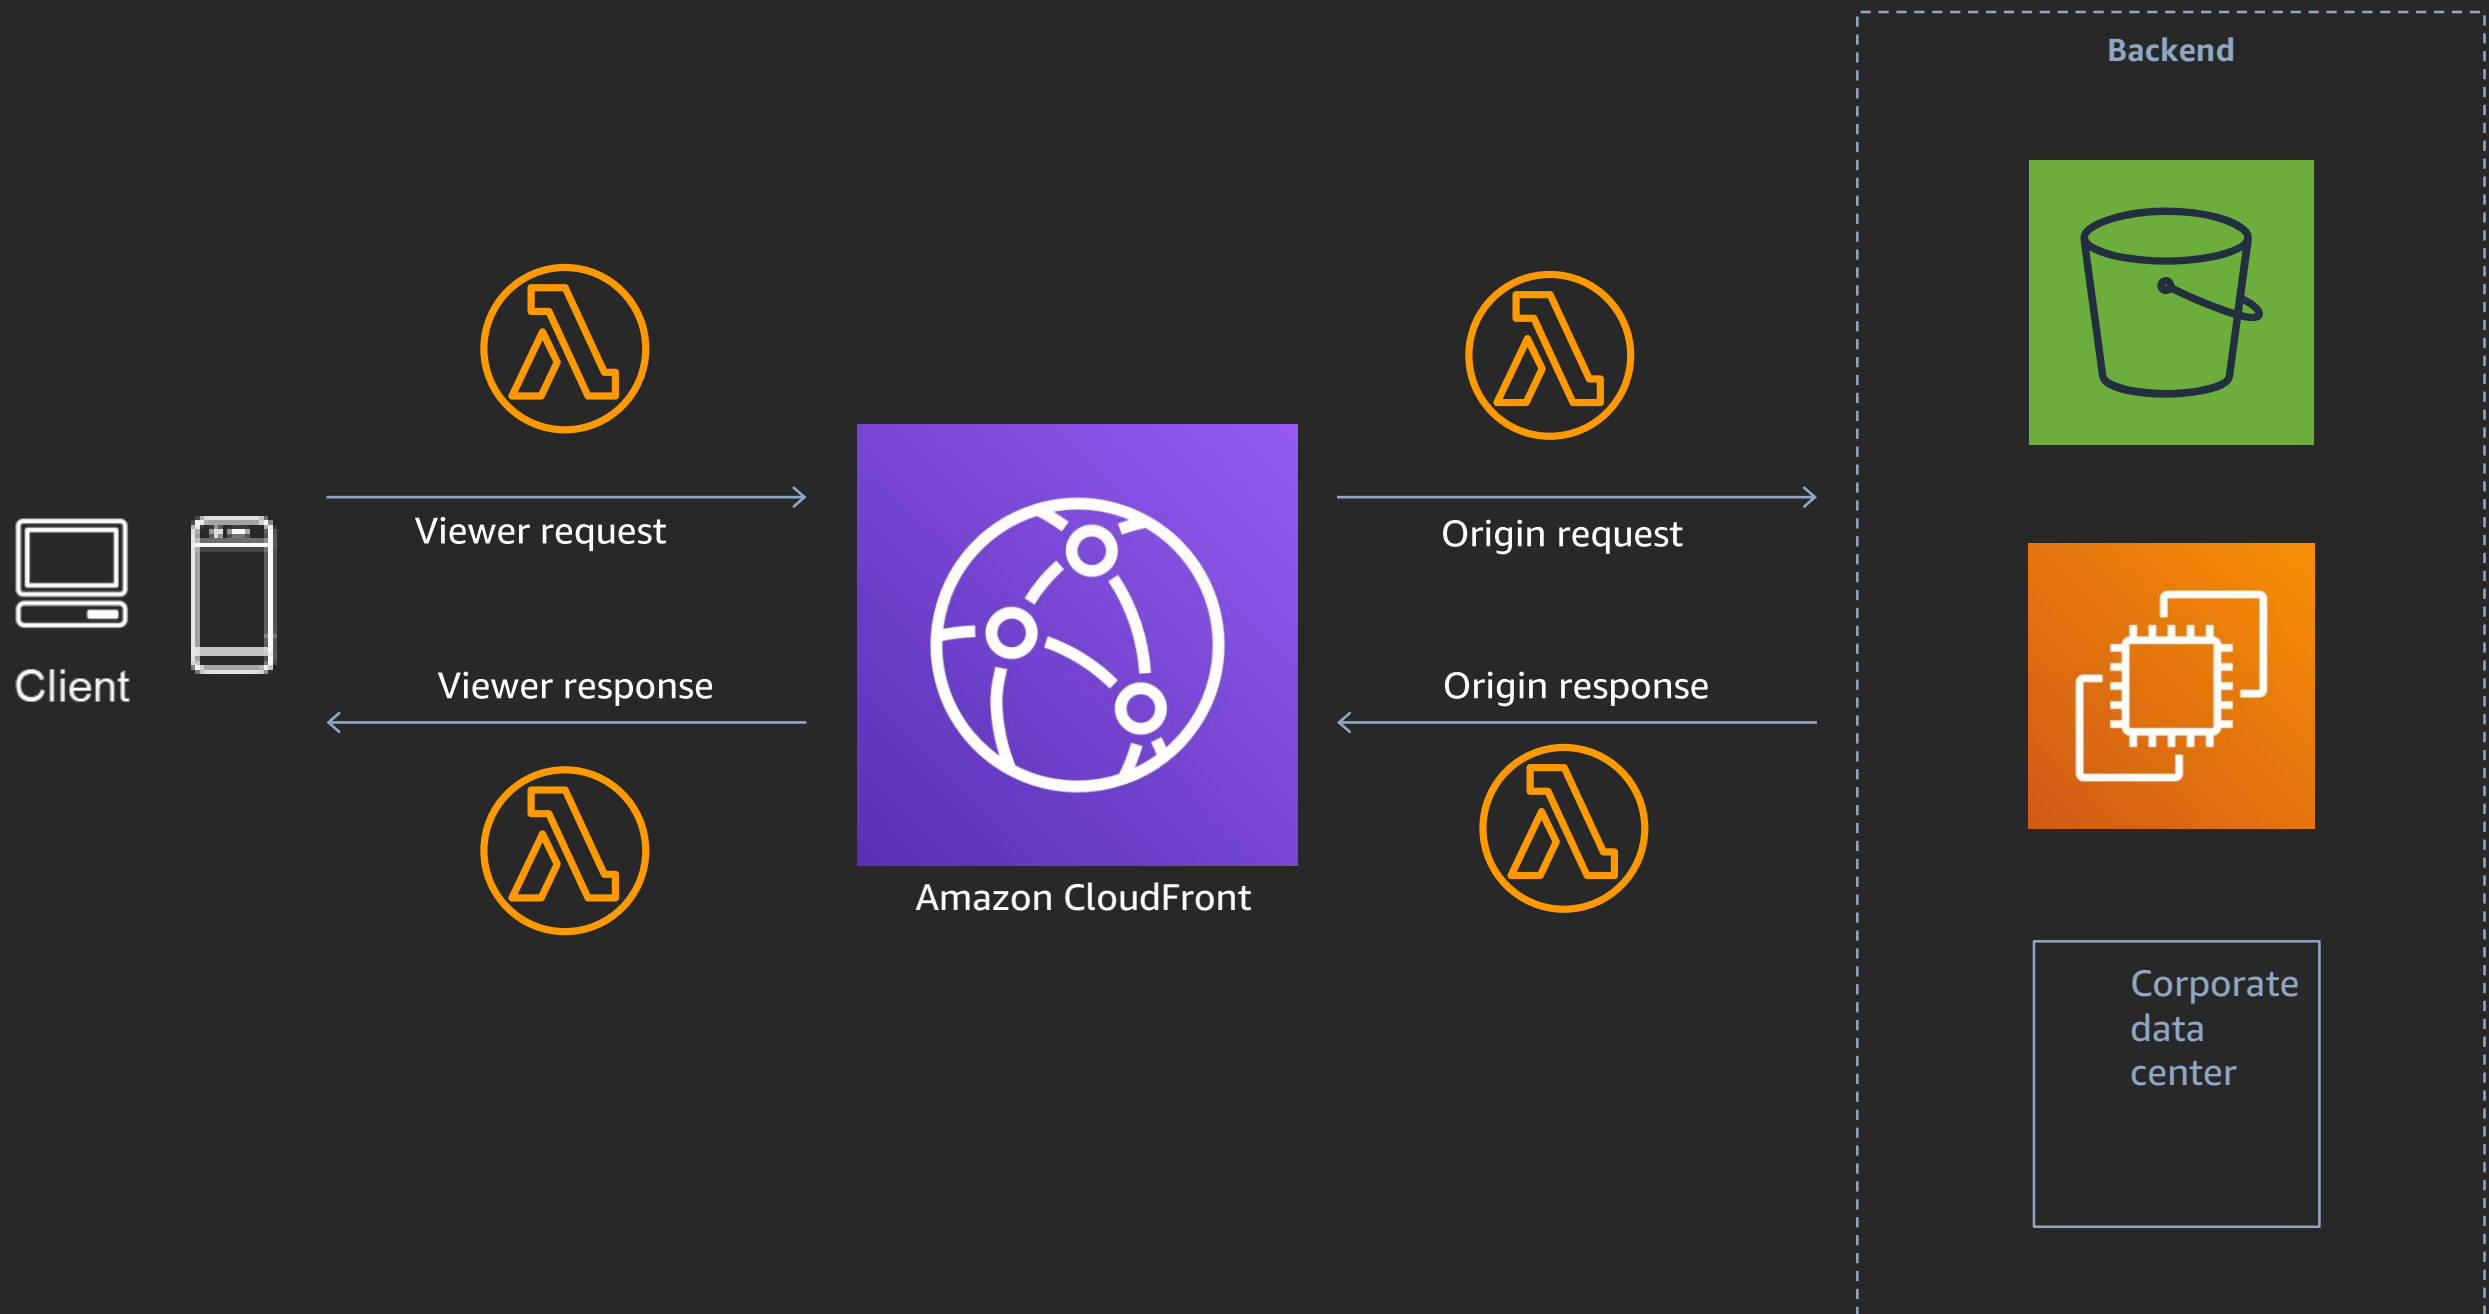 Backend
Viewer request
Origin request
Client
Viewer response
Origin response
Amazon CloudFront
Corporate
data
center